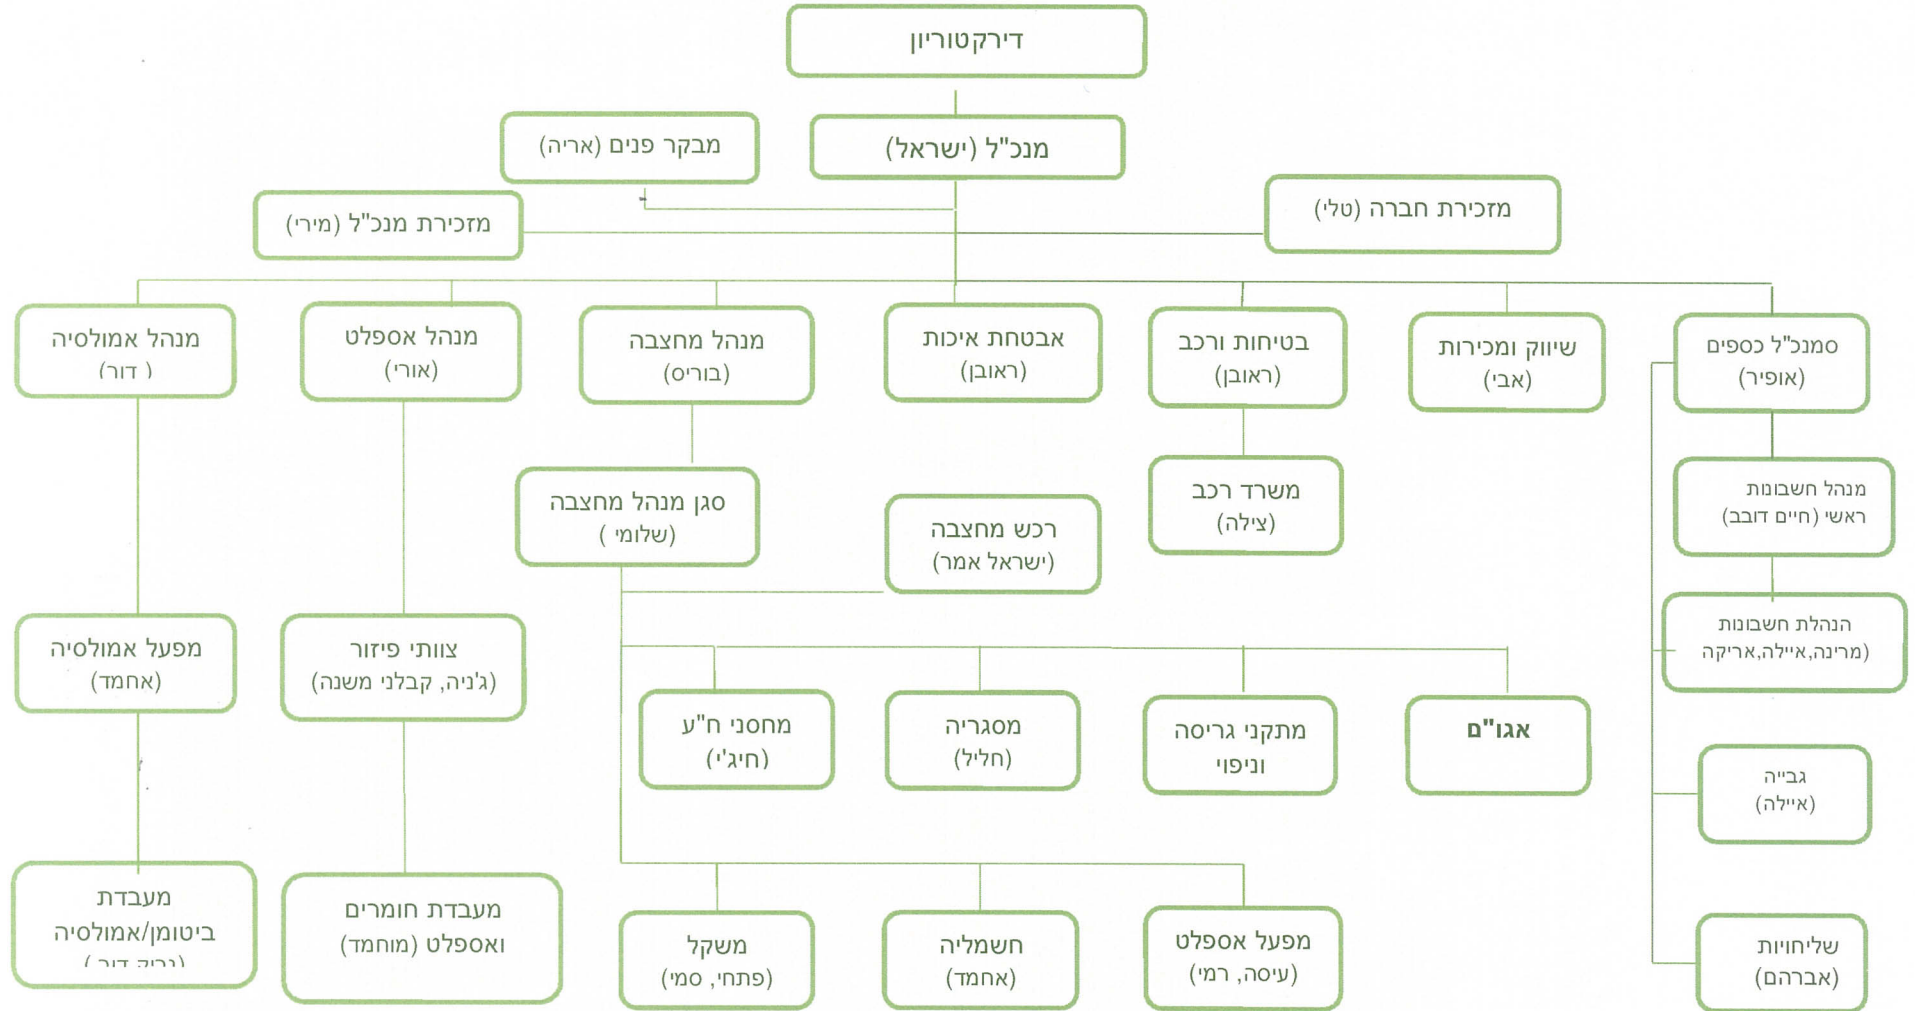 דירקטוריון
מנכ"ל (ישראל)
מבקר פנים (אריה)
מזכירת חברה (טלי)
מזכירת מנכ"ל (מירי)
סמנכ"ל כספים
(אופיר)
שיווק ומכירות
(אבי)
בטיחות ורכב
(ראובן)
אבטחת איכות
(ראובן)
מנהל מחצבה
(בוריס)
מנהל אספלט
(אורי)
מנהל אמולסיה
( דור)
מנהל חשבונות
ראשי (חיים דובב)
משרד רכב
(צילה)
רכש מחצבה
(ישראל אמר)
סגן מנהל מחצבה
(שלומי )
הנהלת חשבונות
(מרינה,איילה,אריקה
צוותי פיזור
(ג'ניה, קבלני משנה)
מפעל אמולסיה
(אחמד)
אגו"ם
מתקני גריסה
וניפוי
מסגריה
(חליל)
מחסני ח"ע
(חיג'י)
גבייה
(איילה)
שליחויות
(אברהם)
מפעל אספלט
(עיסה, רמי)
חשמליה
(אחמד)
משקל
(פתחי, סמי)
מעבדת חומרים
ואספלט (מוחמד)
מעבדת
ביטומן/אמולסיה